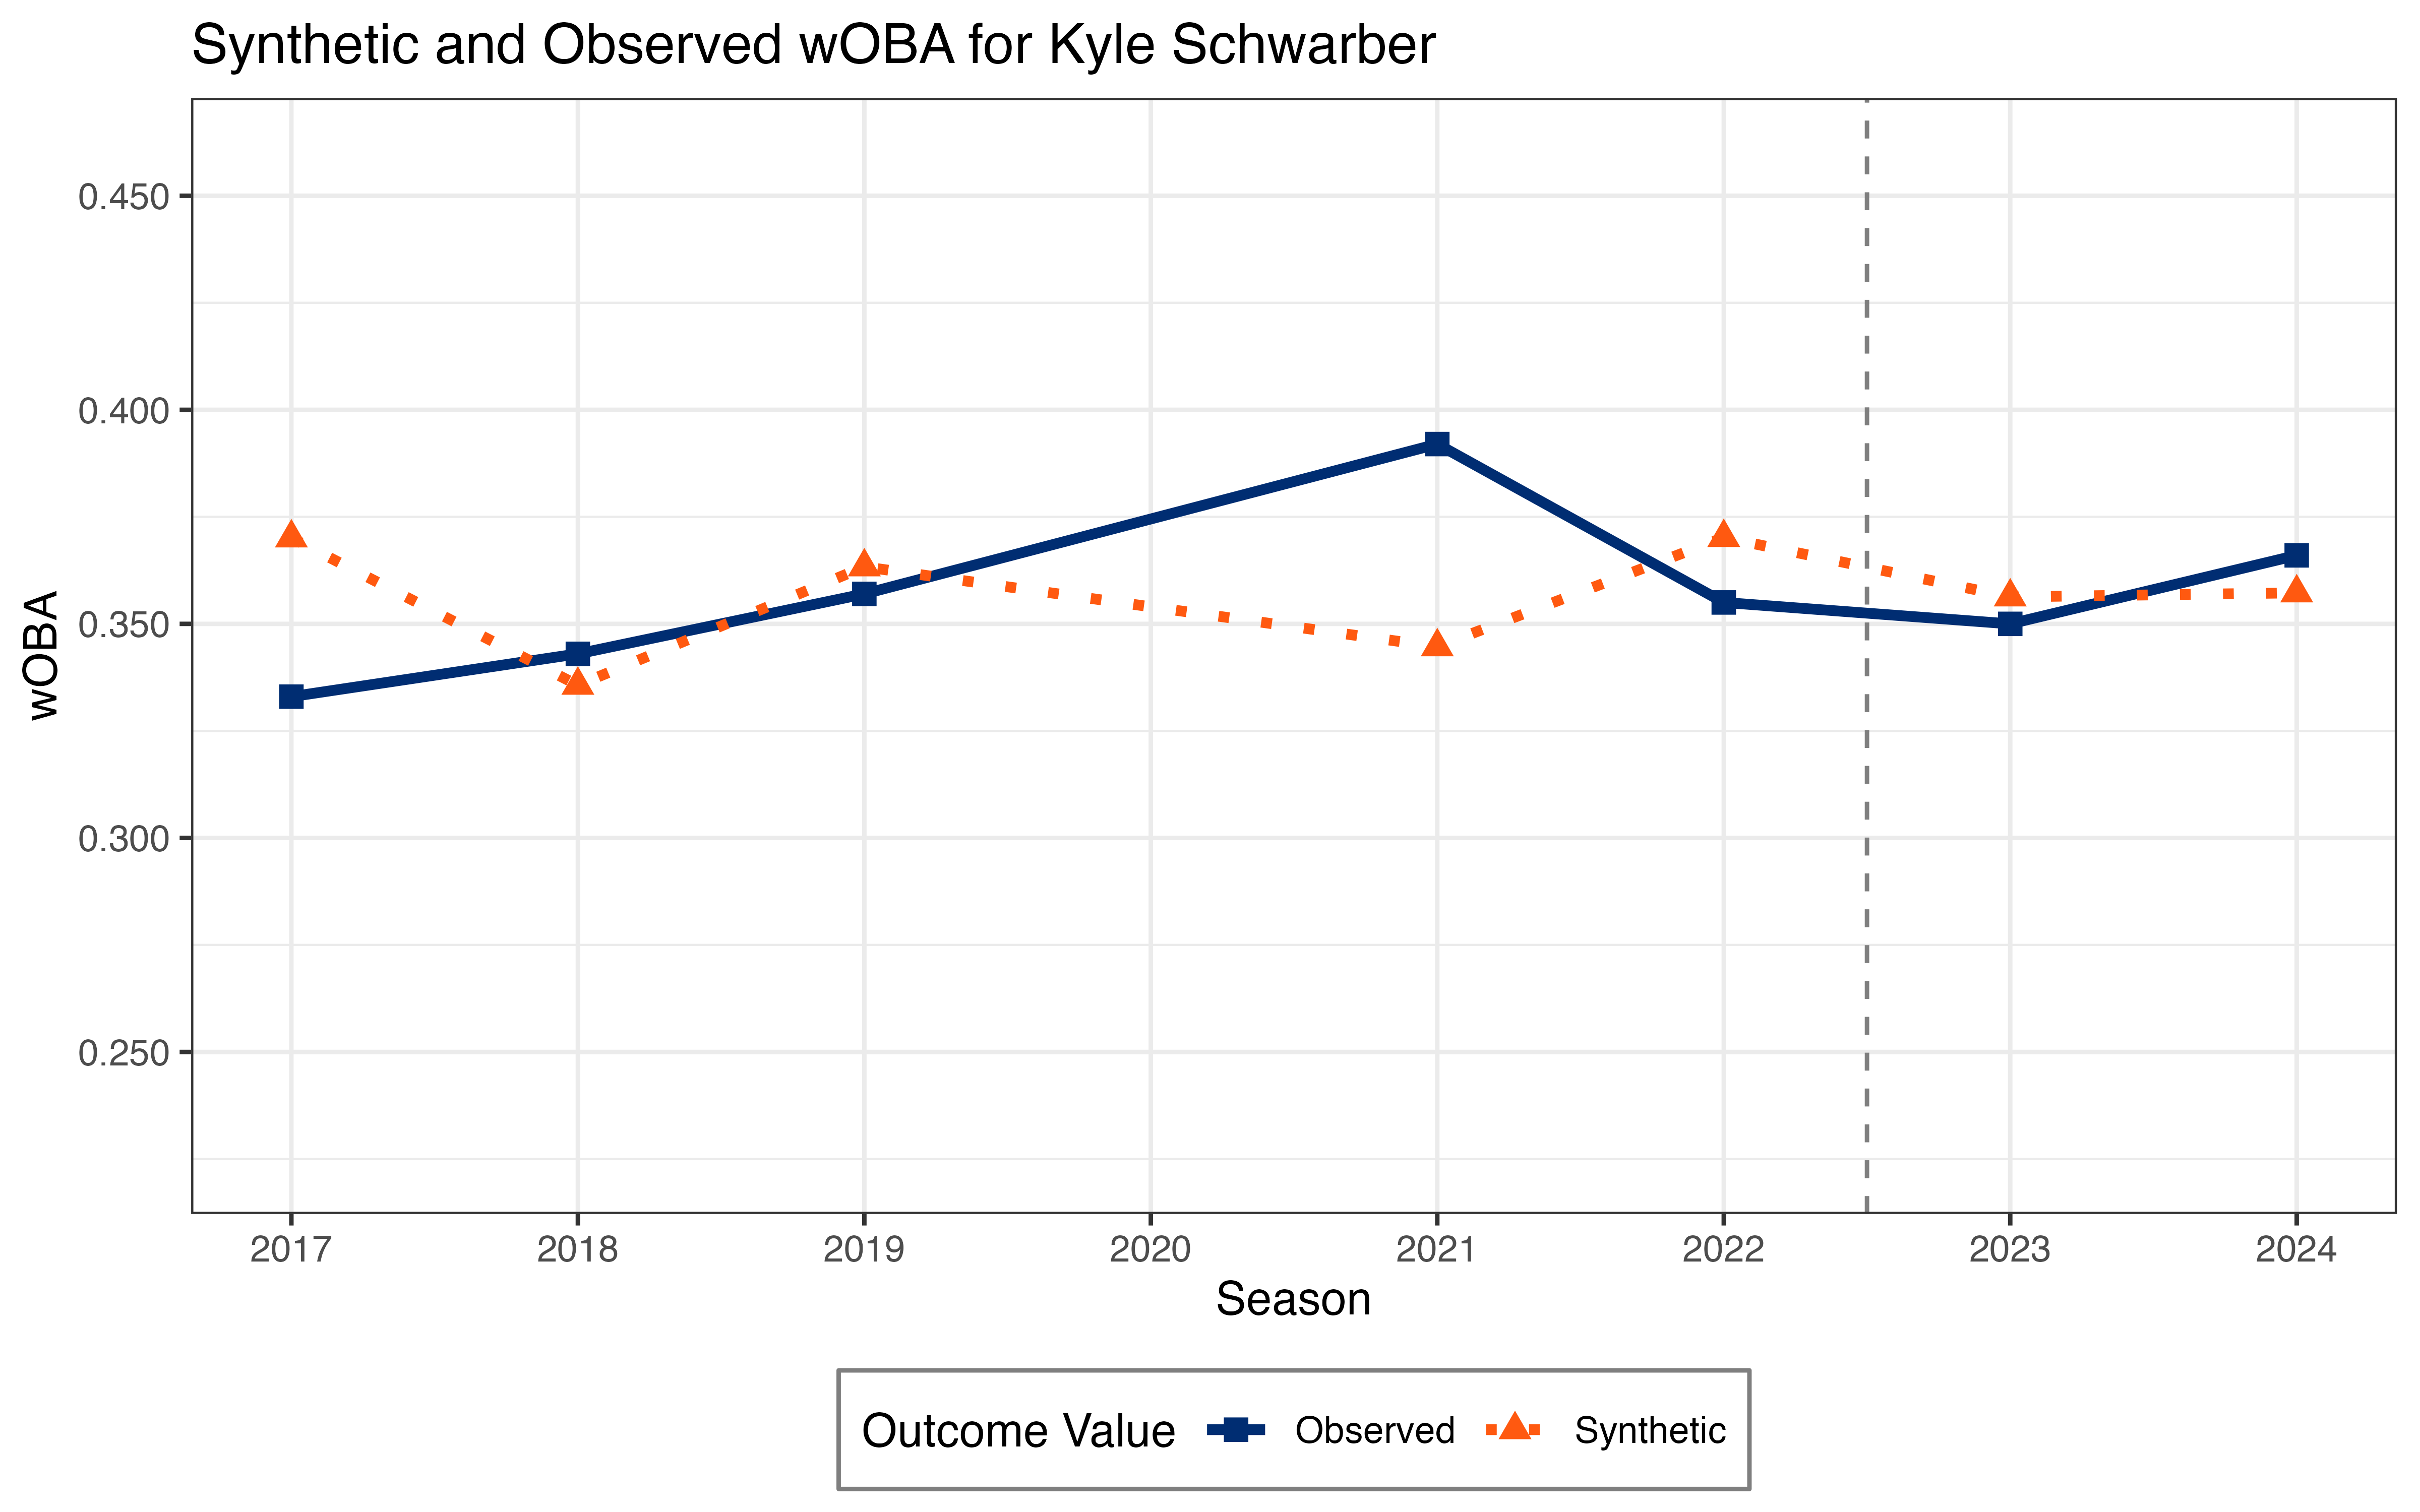 Synthetic and Observed wOBA for Kyle Schwarber
wOBA
0.450
0.400
0.350
0.300
0.250
2017 2018 2019 2020 2021 2022 2023 2024
Season
Outcome Value Observed Synthetic